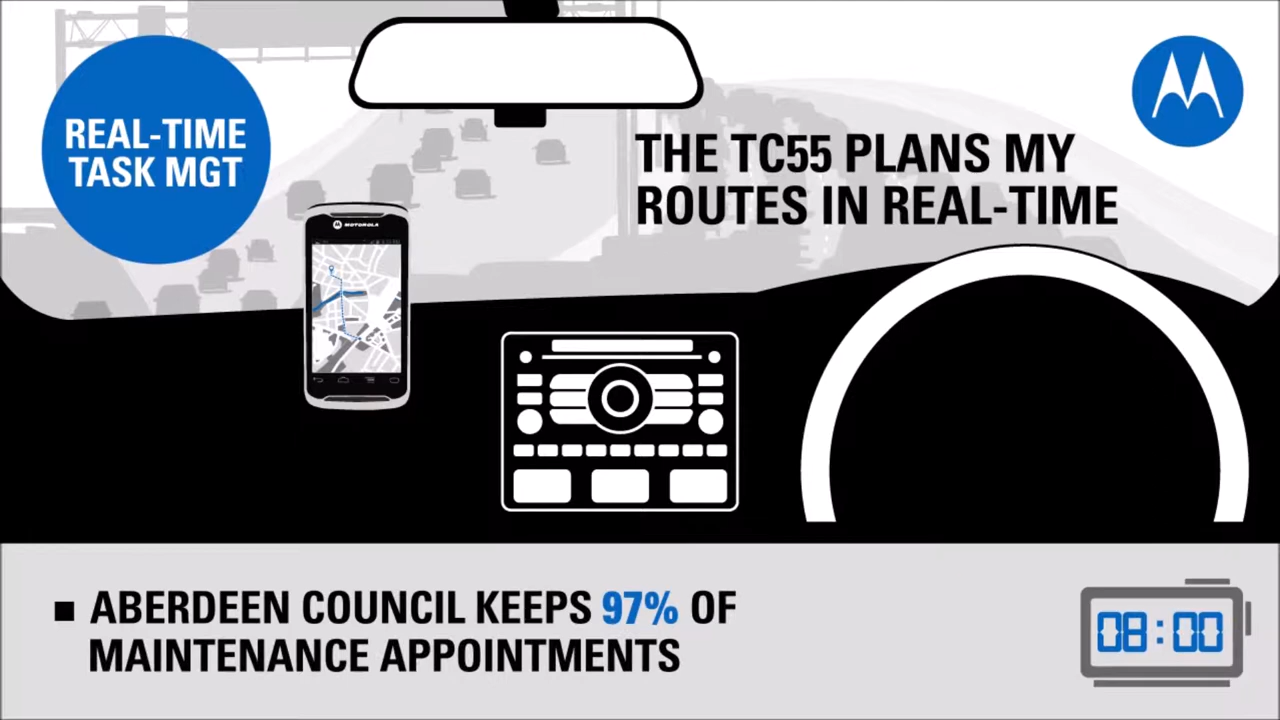 REAL-TIME
TASK MGT
THE TC55 PLANS MY
ROUTES IN REAL-TIME
MOTOROLA
ABERDEEN COUNCIL KEEPS 97% OF
MAINTENANCE APPOINTMENTS
08:00